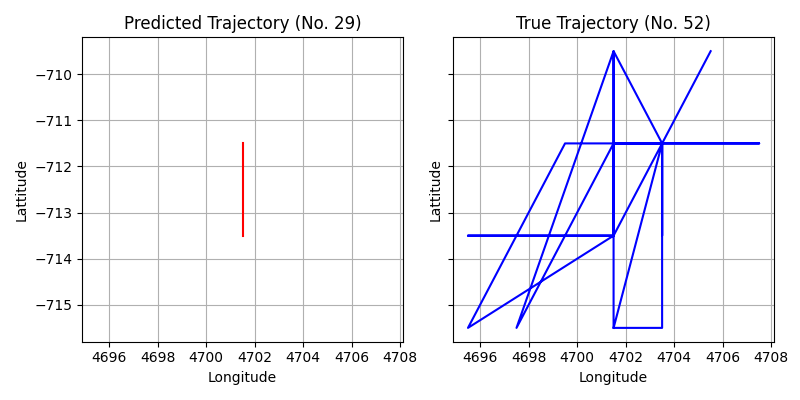 Predicted Trajectory (No. 29)
True Trajectory (No. 52)
Lattitude
−710
−711
−712
−713
−714
−715
4696 4698 4700 4702 4704 4706 4708
Longitude
Lattitude
4696 4698 4700 4702 4704 4706 4708
Longitude